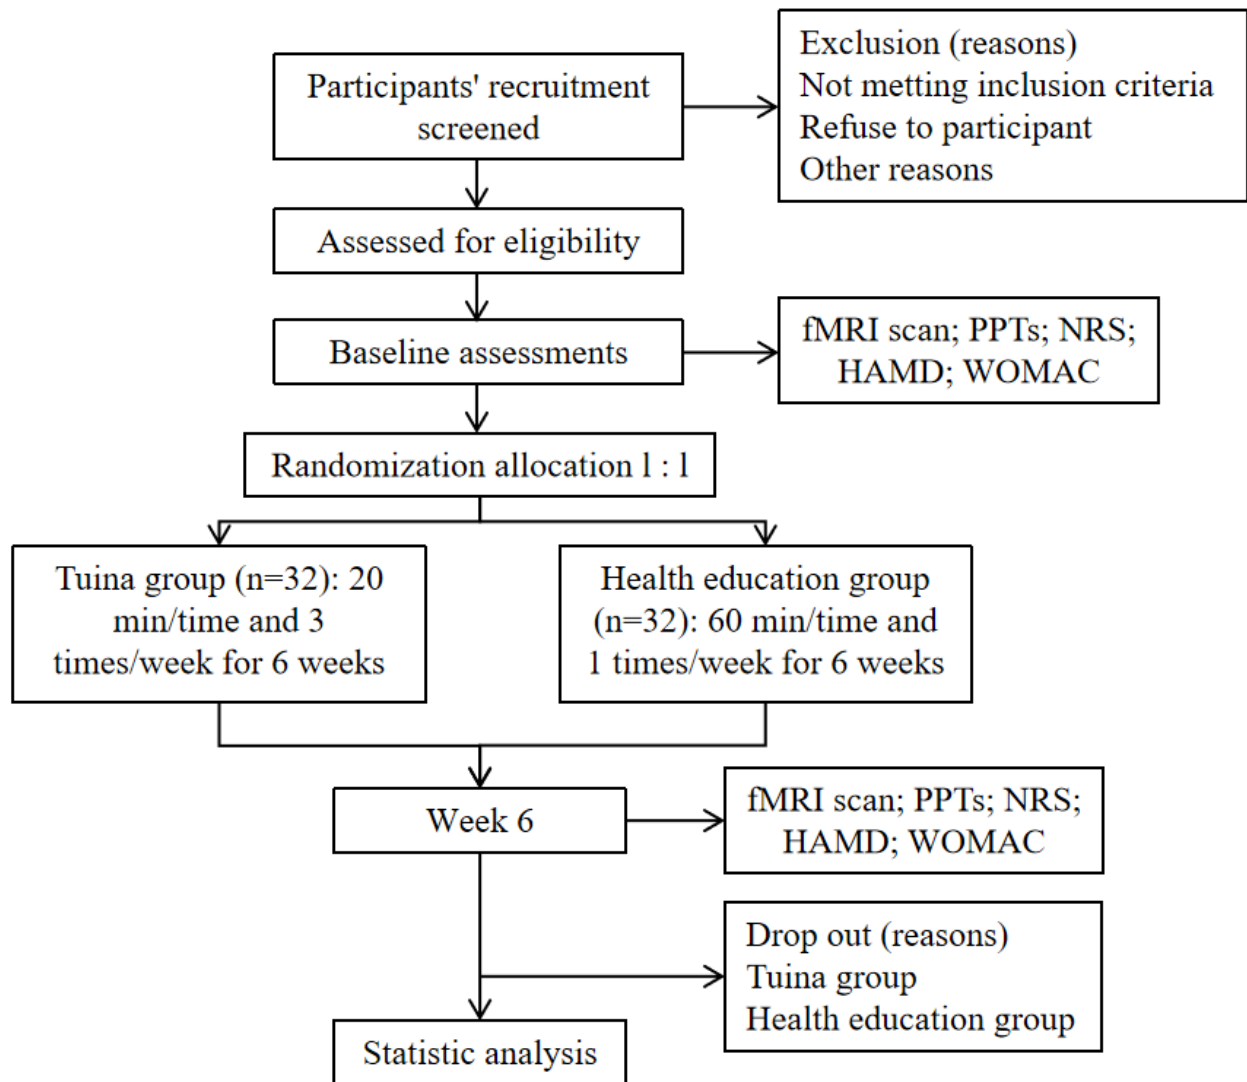 Participants' recruitment
screened
Exclusion (reasons)
Not metting inclusion criteria
Refuse to participant
Other reasons
Assessed for eligibility
Baseline assessments
fMRI scan; PPTs; NRS;
HAMD; WOMAC
Randomization allocation l : l
Tuina group (n=32): 20
min/time and 3
times/week for 6 weeks
Health education group
(n=32): 60 min/time and
1 times/week for 6 weeks
Week 6
fMRI scan; PPTs; NRS;
HAMD; WOMAC
Drop out (reasons)
Tuina group
Health education group
Statistic analysis